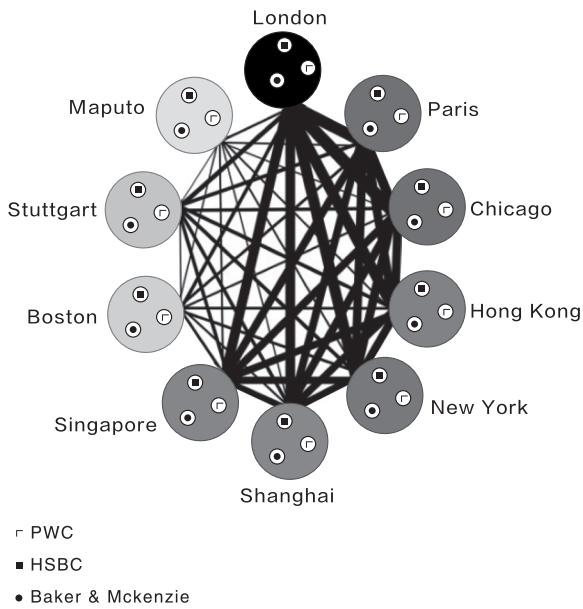 London
Maputo
Paris
Stuttgart
Chicago
Boston
Hong Kong
Singapore
New York
Shanghai
PWC
HSBC
Baker & Mckenzie